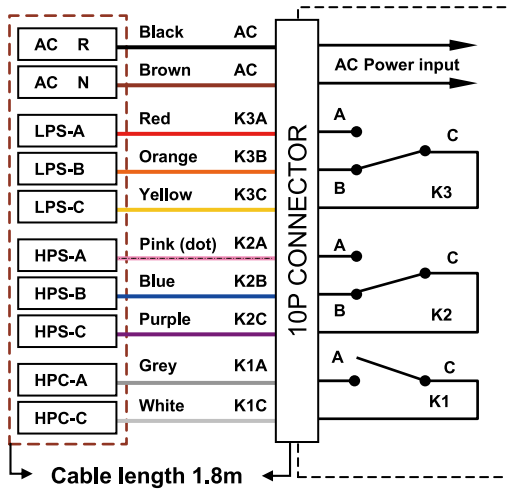 AC R Black AC
AC N Brown AC
AC Power input
LPS-A Red K3A
LPS-B Orange K3B
LPS-C Yellow K3C
A
B
C
K3
HPS-A Pink (dot) K2A
HPS-B Blue K2B
HPS-C Purple K2C
A
B
C
K2
HPC-A Grey K1A
HPC-C White K1C
A
C
K1
10P CONNECTOR
Cable length 1.8m